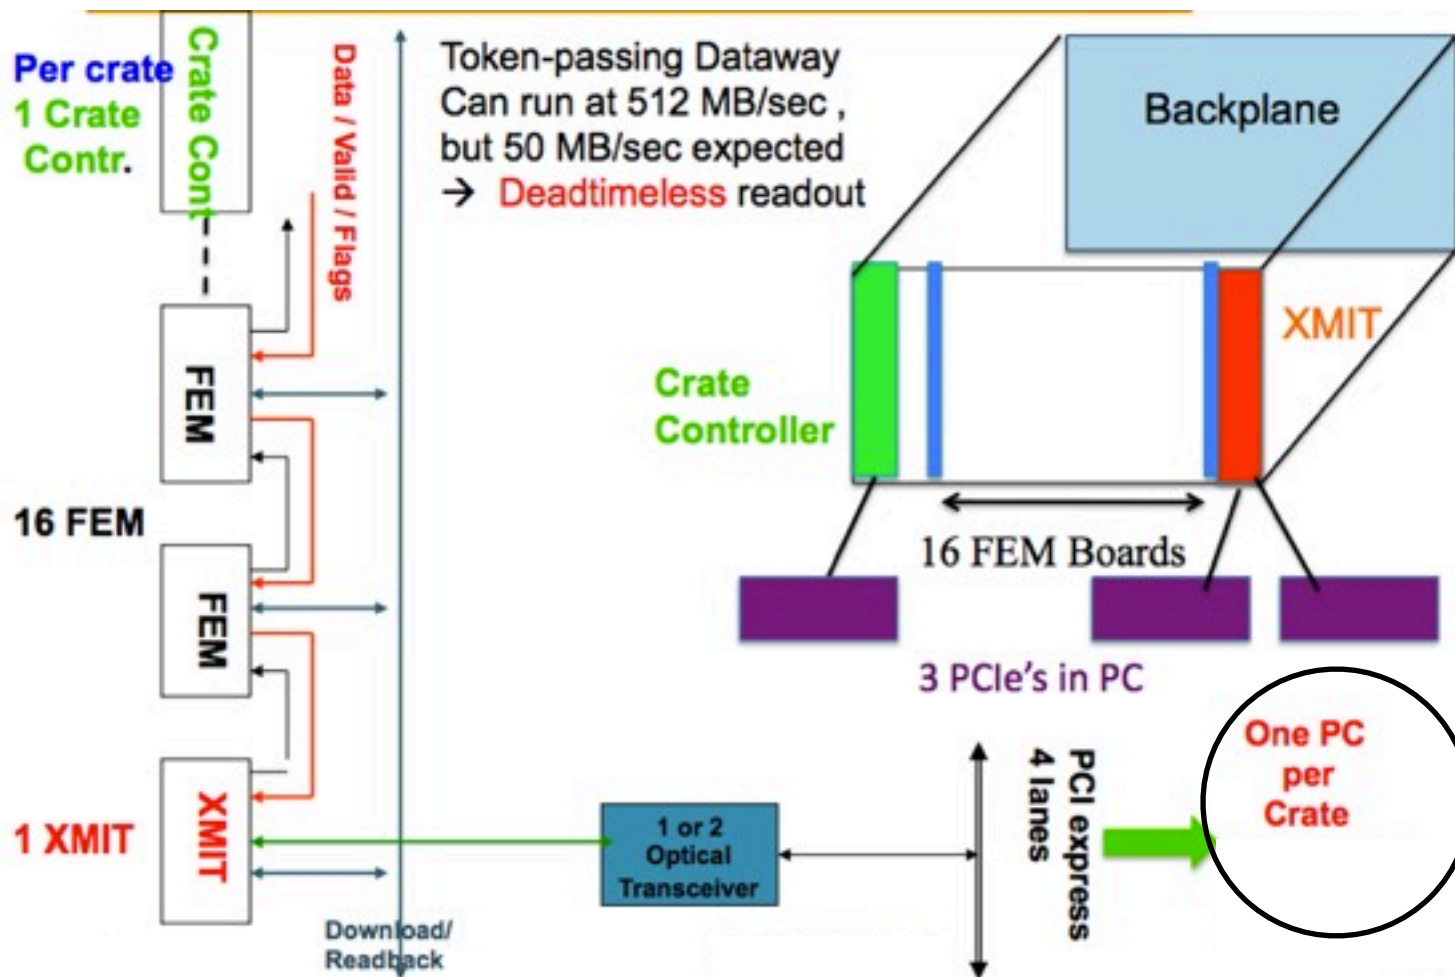 Per crate
1 Crate
Contr.
Crate Cont
Data / Valid / Flags
Token-passing Dataway
Can run at 512 MB/sec ,
but 50 MB/sec expected
→ Deadtimeless readout
Backplane
XMIT
Crate
Controller
FEM
16 FEM
FEM
16 FEM Boards
3 PCIe's in PC
1 XMIT
XMIT
1 or 2
Optical
Transceiver
PCI express
4 lanes
One PC
per
Crate
Download/
Readback